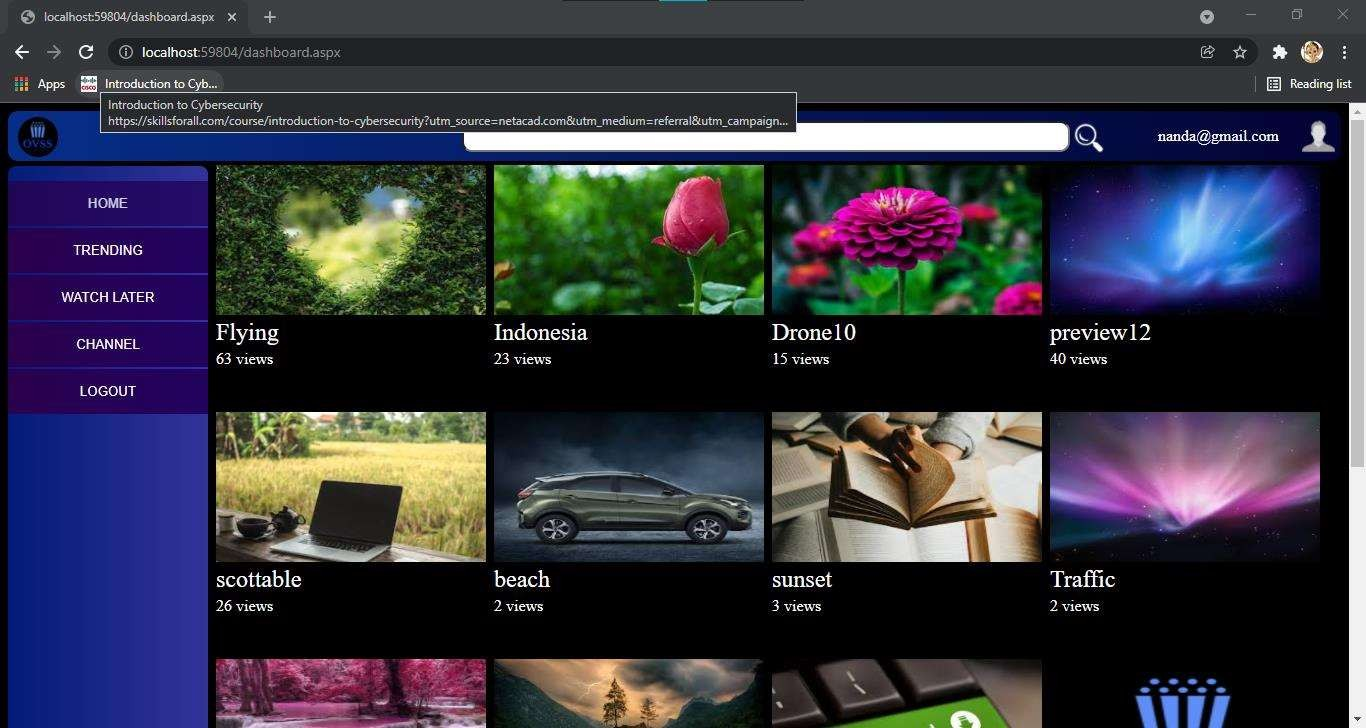 localhost:59804/dashboard.aspx
localhost:59804/dashboard.aspx
Apps
CISCO
Introduction to Cyb...
Reading list
Introduction to Cybersecurity
https://skillsforall.com/course/introduction-to-cybersecurity?utm_source=netacad.com&utm_medium=referral&utm_campaign...
OVSS
nanda@gmail.com
HOME
TRENDING
WATCH LATER
CHANNEL
LOGOUT
Flying
63 views
Indonesia
23 views
Drone10
15 views
preview12
40 views
scottable
26 views
beach
2 views
sunset
3 views
Traffic
2 views